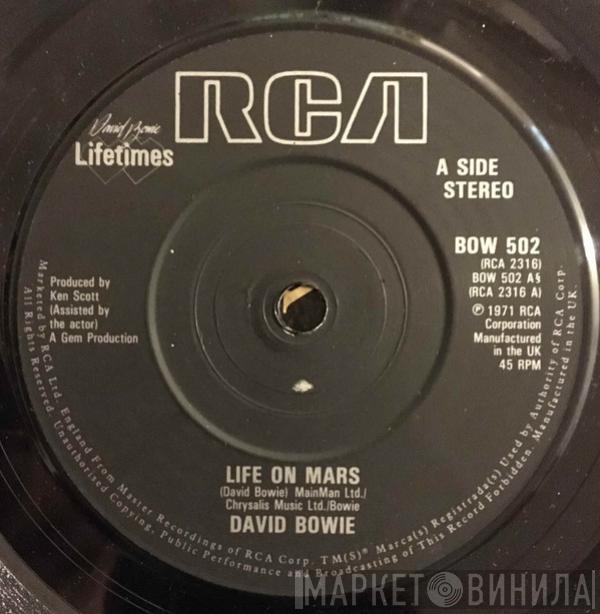 RCA
David Bowie
Lifetimes
A SIDE
STEREO
BOW 502
(RCA 2316)
BOW 502 A§
(RCA 2316 A)
℗ 1971 RCA
Corporation
Manufactured
in the UK
45 RPM
Produced by
Ken Scott
(Assisted by
the actor)
A Gem Production
LIFE ON MARS
(David Bowie) MainMan Ltd./
Chrysalis Music Ltd./Bowie
DAVID BOWIE
Marketed by RCA Ltd. England From Master Recordings of RCA Corp. TM(S)® Marca(s) Registrada(s) Used by Authority of RCA Corp.
All Rights Reserved. Unauthorised Copying, Public Performance and Broadcasting of This Record Forbidden. Manufactured in the UK.
МАРКЕТ ВИНИЛА